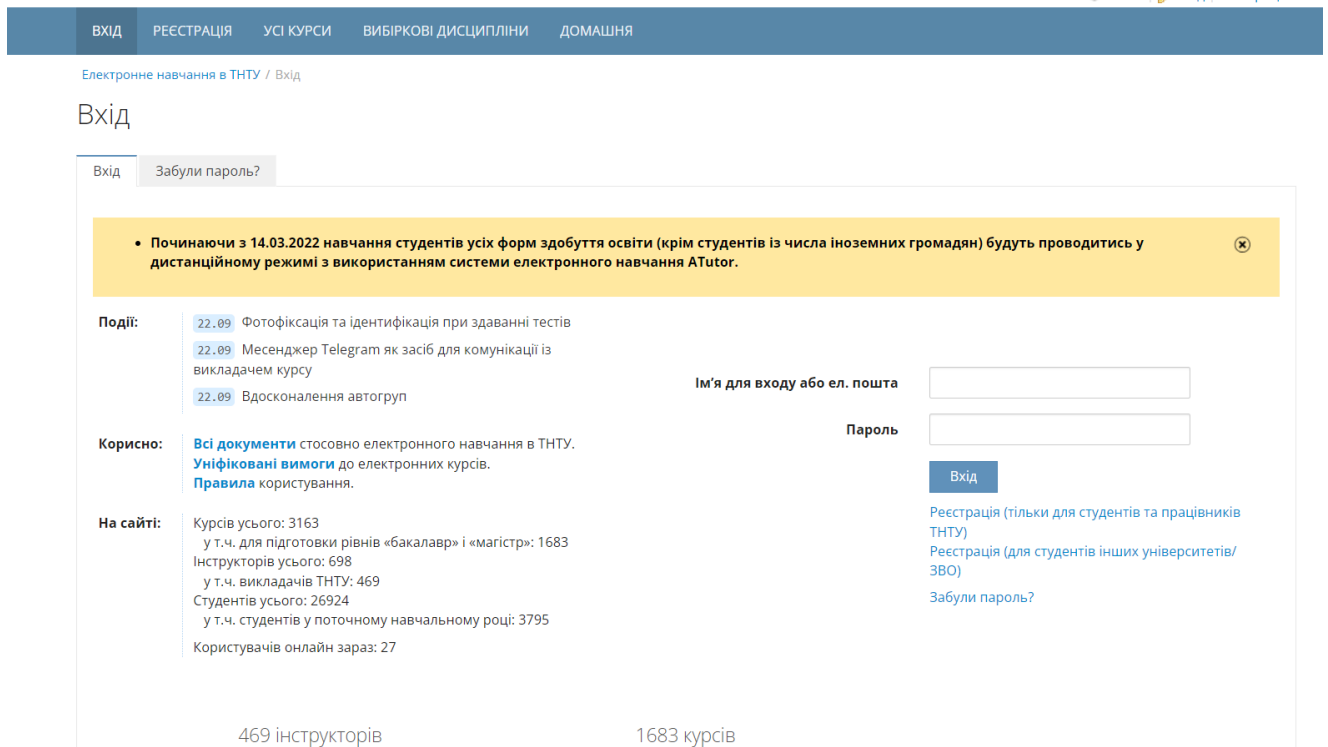 ВХІД РЕЄСТРАЦІЯ УСІ КУРСИ ВИБІРКОВІ ДИСЦИПЛІНИ ДОМАШНЯ
Електронне навчання в ТНТУ / Вхід
Вхід
Вхід Забули пароль?
• Починаючи з 14.03.2022 навчання студентів усіх форм здобуття освіти (крім студентів із числа іноземних громадян) будуть проводитись у
дистанційному режимі з використанням системи електронного навчання ATutor.
Події:
22.09 Фотофіксація та ідентифікація при здаванні тестів
22.09 Месенджер Telegram як засіб для комунікації із
викладачем курсу
22.09 Вдосконалення автогруп
Корисно:
Всі документи стосовно електронного навчання в ТНТУ.
Уніфіковані вимоги до електронних курсів.
Правила користування.
На сайті:
Курсів усього: 3163
у т.ч. для підготовки рівнів «бакалавр» і «магістр»: 1683
Інструкторів усього: 698
у т.ч. викладачів ТНТУ: 469
Студентів усього: 26924
у т.ч. студентів у поточному навчальному році: 3795
Користувачів онлайн зараз: 27
Ім’я для входу або ел. пошта
Пароль
Вхід
Реєстрація (тільки для студентів та працівників
ТНТУ)
Реєстрація (для студентів інших університетів/
ЗВО)
Забули пароль?
469 інструкторів 1683 курсів